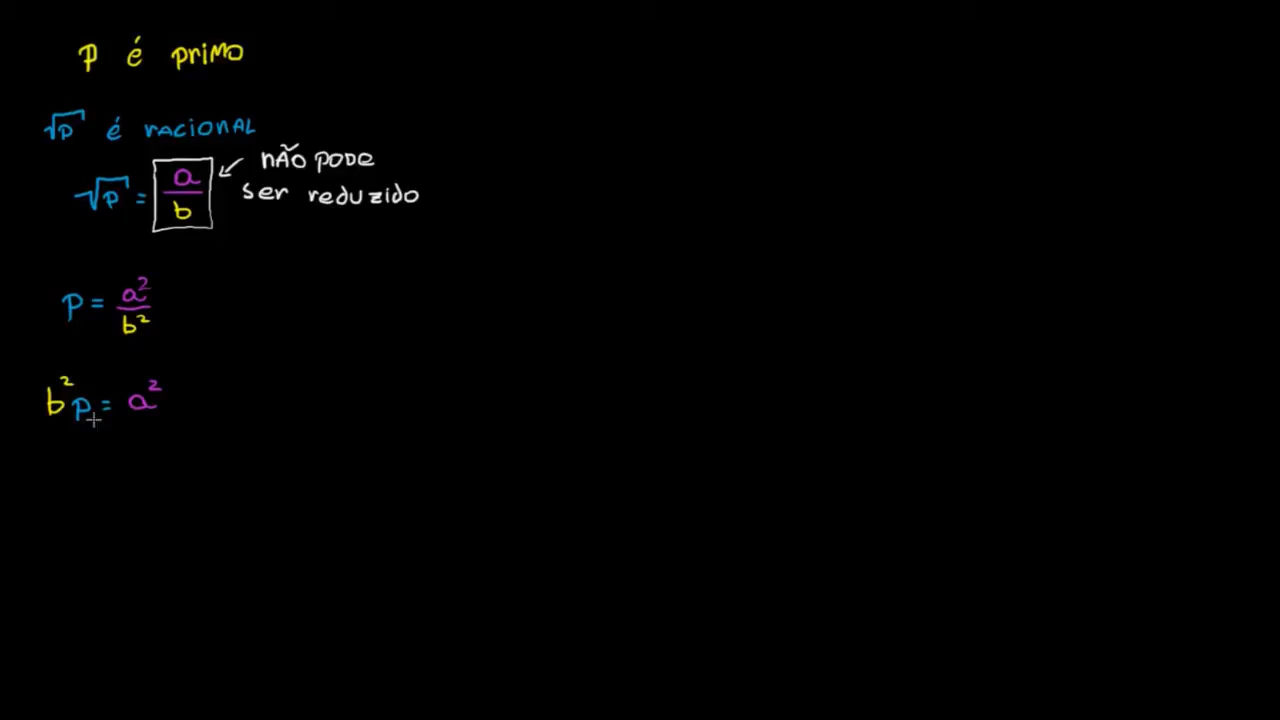 p é primo
√p é racional
√p = a/b ← não pode
ser reduzido
p = a²/b²
b²p = a²